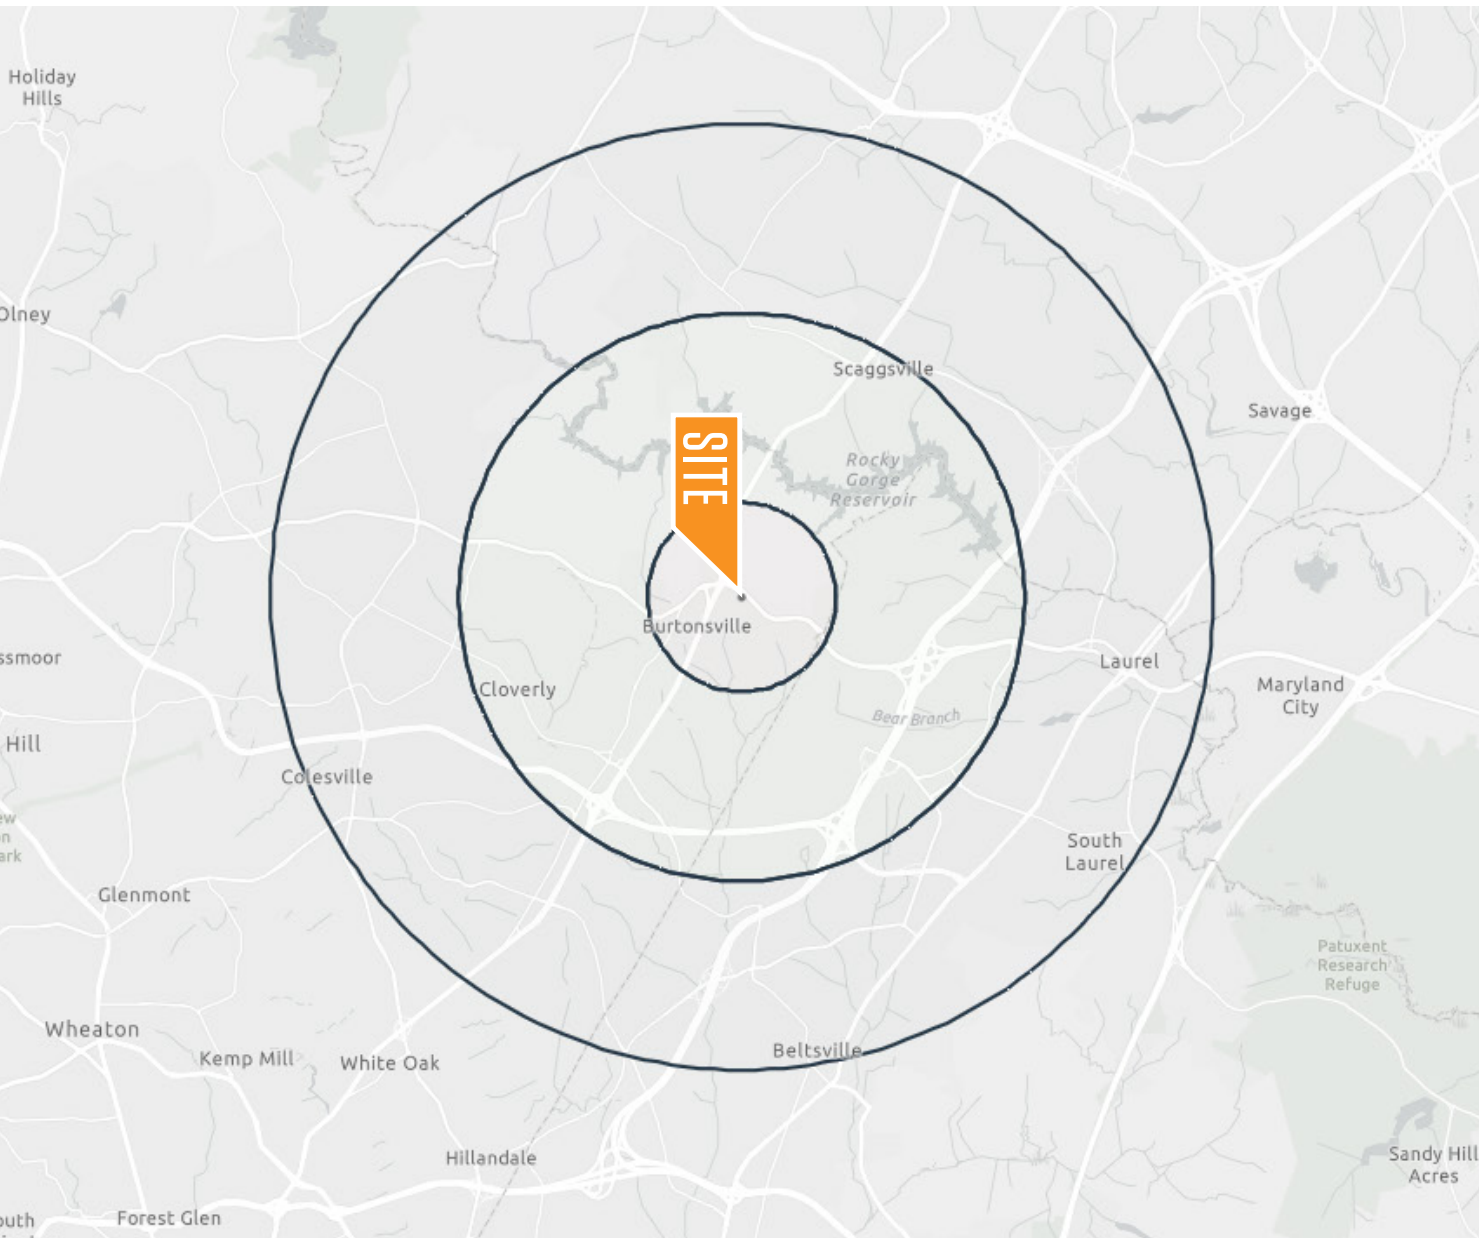 Holiday
Hills
Olney
Scaggsville
SITE
Savage
Rocky
Gorge
Reservoir
Burtonsville
ssmoor
Laurel
Maryland
City
Cloverly
Bear Branch
Hill
Colesville
ew
n
ark
South
Laurel
Glenmont
Patuxent
Research
Refuge
Wheaton
Kemp Mill
White Oak
Beltsville
Hillandale
Sandy Hill
Acres
Forest Glen
outh